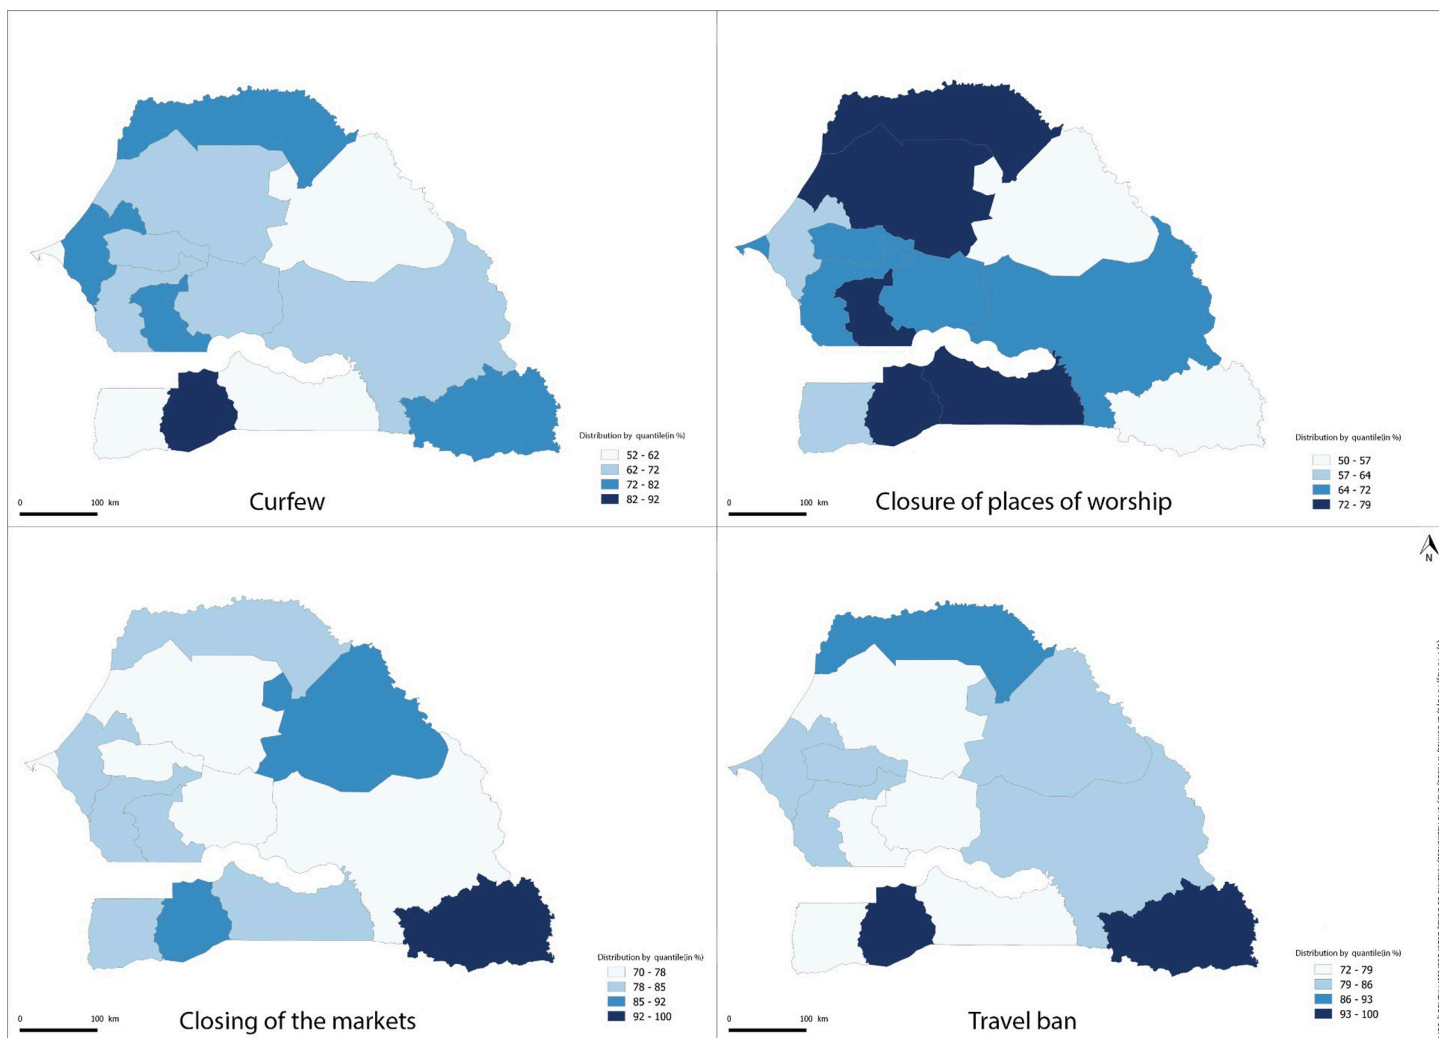 Distribution by quantile(in %)
52 - 62
62 - 72
72 - 82
82 - 92
0 100 km
Curfew
Distribution by quantile(in %)
50 - 57
57 - 64
64 - 72
72 - 79
0 100 km
Closure of places of worship
N
Distribution by quantile(in %)
70 - 78
78 - 85
85 - 92
92 - 100
0 100 km
Closing of the markets
Distribution by quantile(in %)
72 - 79
79 - 86
86 - 93
93 - 100
0 100 km
Travel ban